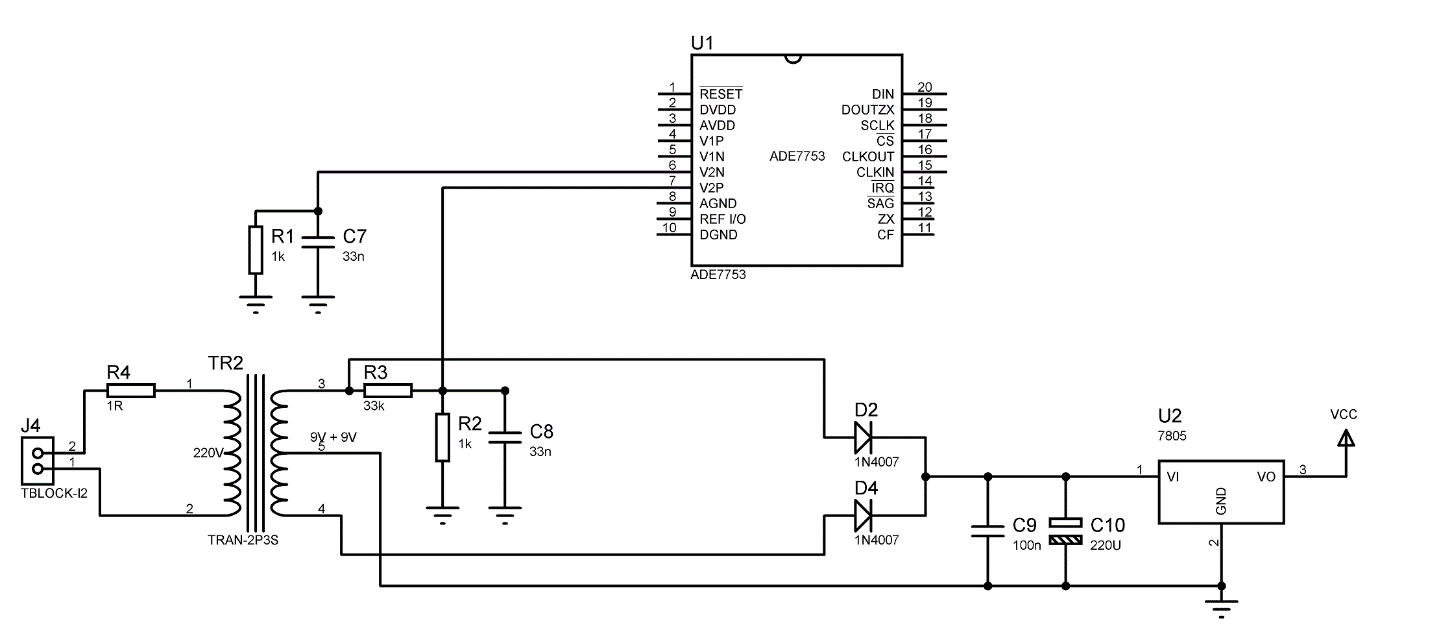 U1
1 RESET DIN 20
2 DVDD DOUTZX 19
3 AVDD SCLK 18
4 V1P CS 17
5 V1N ADE7753 CLKOUT 16
6 V2N CLKIN 15
7 V2P IRQ 14
8 AGND SAG 13
9 REF I/O ZX 12
10 DGND CF 11
ADE7753
R1
1k
C7
33n
TR2
R4
1R
1
3
R3
33k
J4
2
1
TBLOCK-I2
220V
9V + 9V
5
2
4
TRAN-2P3S
R2
1k
C8
33n
D2
1N4007
D4
1N4007
C9
100n
C10
220U
U2
7805
1
VI
VO
3
GND
2
VCC